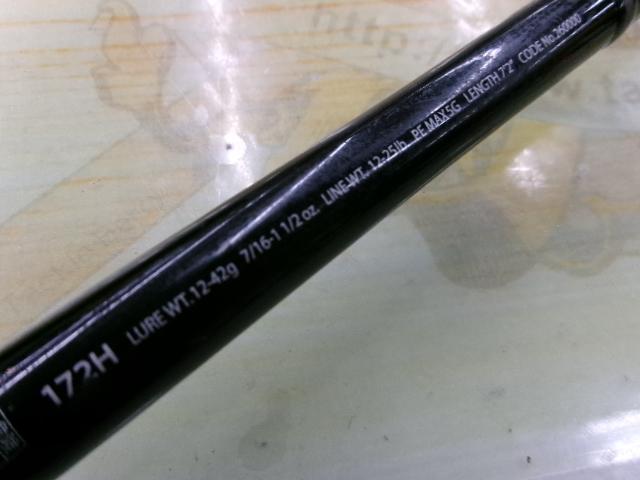 172H LURE WT.12-42g 7/16-1 1/2 oz. LINE WT. 12-25lb PE MAX5G LENGTH 7'2" CODE No.260000